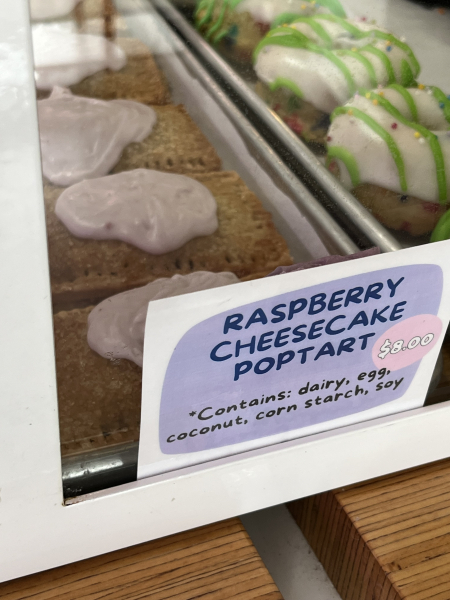 RASPBERRY
CHEESECAKE
POPTART
$8.00
*Contains: dairy, egg,
coconut, corn starch, soy